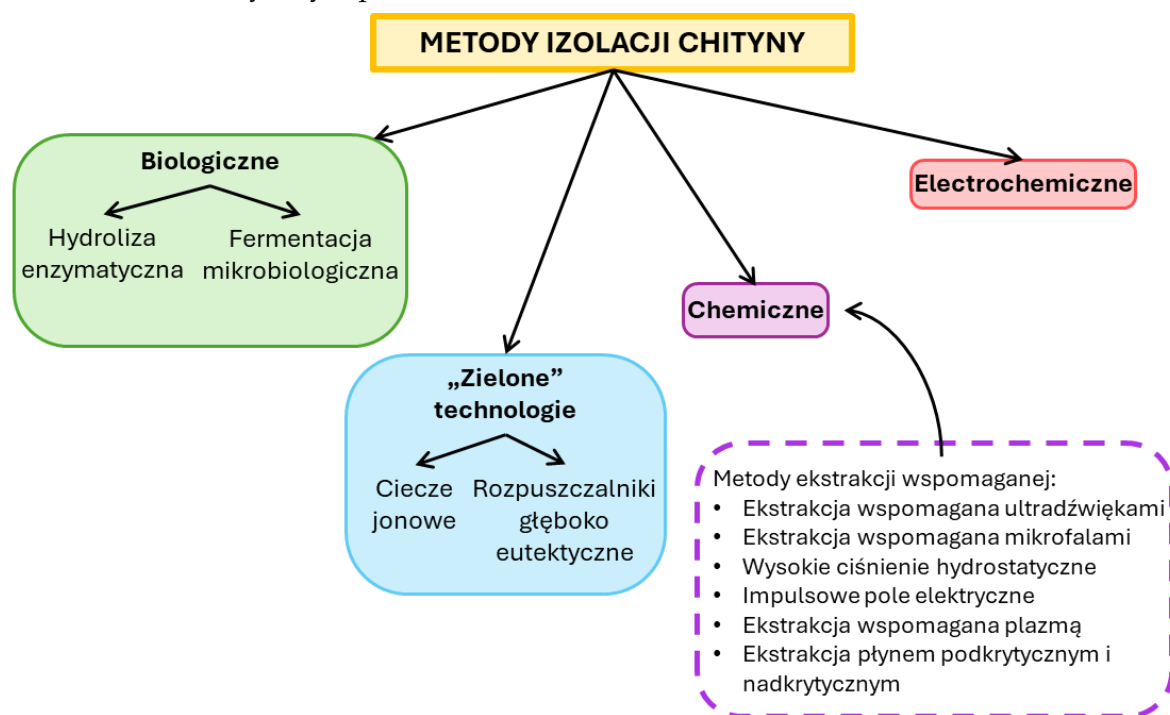 METODY IZOLACJI CHITYNY
Biologiczne
Hydroliza
enzymatyczna
Fermentacja
mikrobiologiczna
Electrochemiczne
Chemiczne
„Zielone”
technologie
Ciecze
jonowe
Rozpuszczalniki
głęboko
eutektyczne
Metody ekstrakcji wspomaganej:
• Ekstrakcja wspomagana ultradźwiękami
• Ekstrakcja wspomagana mikrofalami
• Wysokie ciśnienie hydrostatyczne
• Impulsowe pole elektryczne
• Ekstrakcja wspomagana plazmą
• Ekstrakcja płynem podkrytycznym i
nadkrytycznym